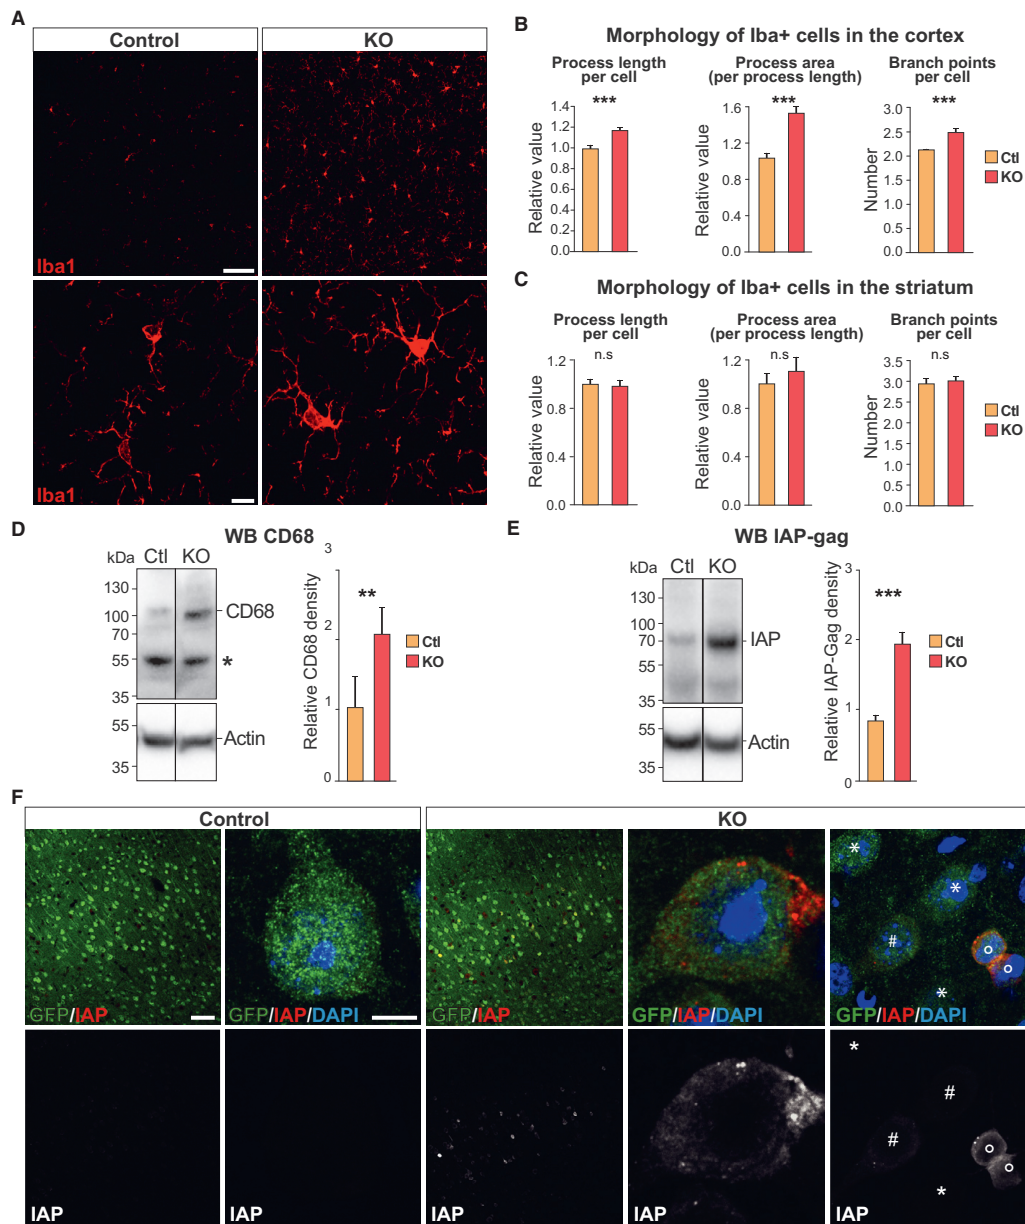 A
Control
KO
Iba1
Iba1
B
Morphology of Iba+ cells in the cortex
Process length
per cell
Process area
(per process length)
Branch points
per cell
***
***
***
Relative value
1.4
1.2
1.0
0.8
0.6
0.4
0.2
0.0
Relative value
1.6
1.2
0.8
0.4
0.0
Number
3.0
2.5
2.0
1.5
1.0
0.5
0.0
Ctl
KO
C
Morphology of Iba+ cells in the striatum
Process length
per cell
Process area
(per process length)
Branch points
per cell
n.s
n.s
n.s
Relative value
1.2
0.8
0.4
0.0
Relative value
1.2
0.8
0.4
0.0
Number
3.5
3.0
2.5
2.0
1.5
1.0
0.5
0.0
Ctl
KO
D
WB CD68
kDa
Ctl
KO
130
100
70
55
35
CD68
*
55
35
Actin
Relative CD68 density
3
2
1
0
**
Ctl
KO
E
WB IAP-gag
kDa
Ctl
KO
130
100
70
55
35
IAP
55
35
Actin
Relative IAP-Gag density
3
2
1
0
***
Ctl
KO
F
Control
KO
GFP/IAP
GFP/IAP/DAPI
GFP/IAP
GFP/IAP/DAPI
*
*
#
o
o
*
GFP/IAP/DAPI
IAP
IAP
IAP
IAP
*
#
#
o
o
*
IAP